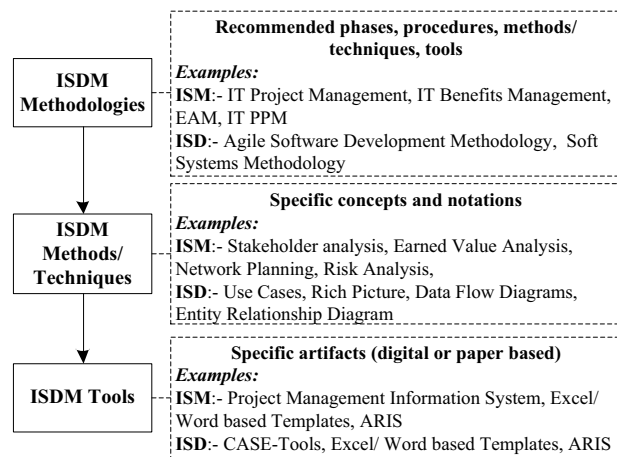 Recommended phases, procedures, methods/
techniques, tools
Examples:
ISM:- IT Project Management, IT Benefits Management,
EAM, IT PPM
ISD:- Agile Software Development Methodology, Soft
Systems Methodology
ISDM
Methodologies
Specific concepts and notations
Examples:
ISM:- Stakeholder analysis, Earned Value Analysis,
Network Planning, Risk Analysis,
ISD:- Use Cases, Rich Picture, Data Flow Diagrams,
Entity Relationship Diagram
ISDM
Methods/
Techniques
Specific artifacts (digital or paper based)
Examples:
ISM:- Project Management Information System, Excel/
Word based Templates, ARIS
ISD:- CASE-Tools, Excel/ Word based Templates, ARIS
ISDM Tools